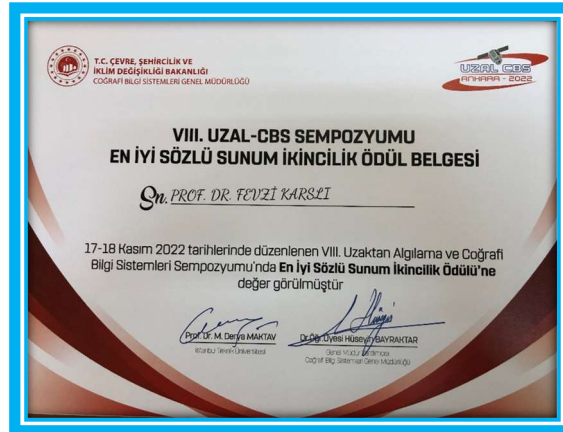 T.C. ÇEVRE, ŞEHİRCİLİK VE
İKLİM DEĞİŞİKLİĞİ BAKANLIĞI
COĞRAFİ BİLGİ SİSTEMLERİ GENEL MÜDÜRLÜĞÜ
UZAL CBS
ANKARA - 2022
VIII. UZAL-CBS SEMPOZYUMU
EN İYİ SÖZLÜ SUNUM İKİNCİLİK ÖDÜL BELGESİ
Sn. PROF. DR. FEVZİ KARSLI
17-18 Kasım 2022 tarihlerinde düzenlenen VIII. Uzaktan Algılama ve Coğrafi
Bilgi Sistemleri Sempozyumu'nda En İyi Sözlü Sunum İkincilik Ödülü'ne
değer görülmüştür
Prof. Dr. M. Derya MAKTAV
İstanbul Teknik Üniversitesi
Dr.Öğr.Üyesi Hüseyin BAYRAKTAR
Genel Müdür Yardımcısı
Coğrafi Bilgi Sistemleri Genel Müdürlüğü